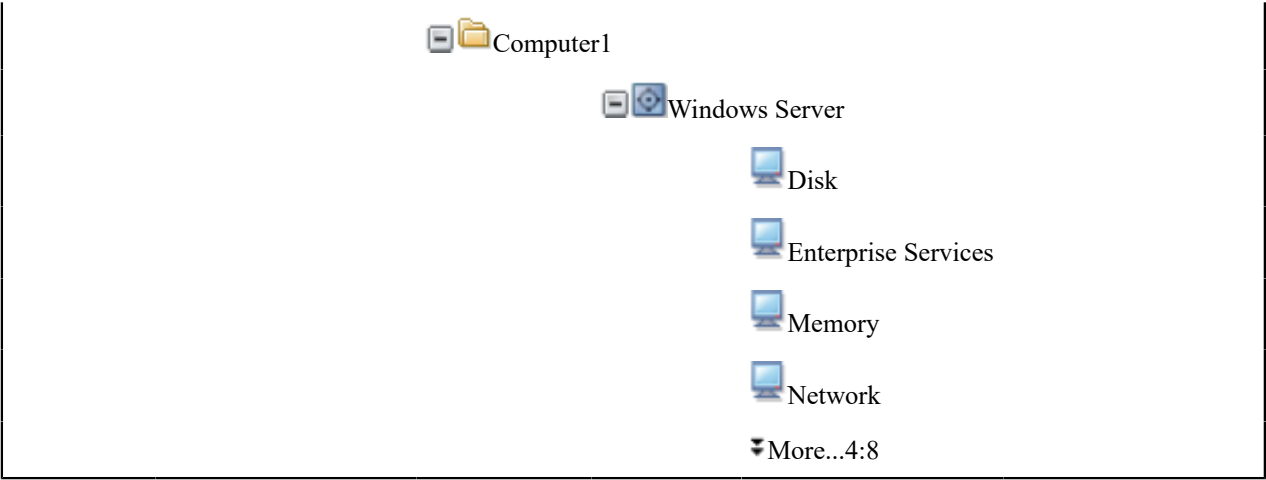 Computer1
Windows Server
Disk
Enterprise Services
Memory
Network
More...4:8